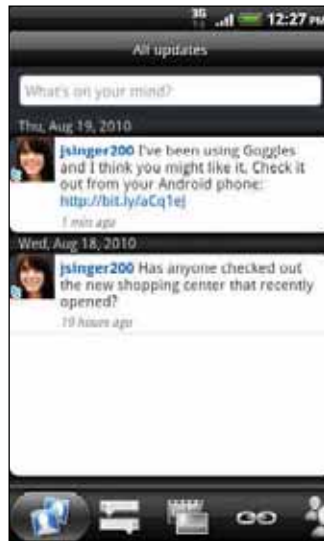 3G 12:27 PM
All updates
What's on your mind?
Thu, Aug 19, 2010
jsinger200 I've been using Goggles
and I think you might like it. Check it
out from your Android phone:
http://bit.ly/aCq1ej
1 min ago
Wed, Aug 18, 2010
jsinger200 Has anyone checked out
the new shopping center that recently
opened?
19 hours ago